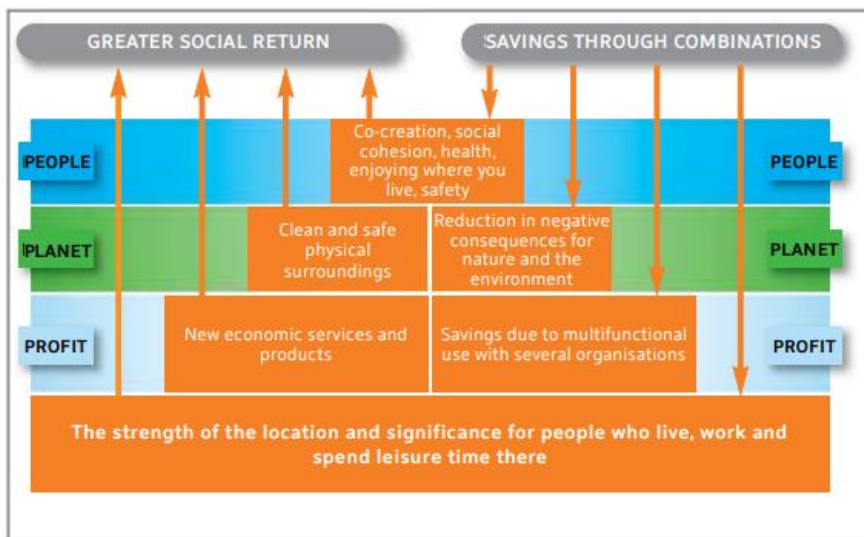 GREATER SOCIAL RETURN
SAVINGS THROUGH COMBINATIONS
PEOPLE
Co-creation, social
cohesion, health,
enjoying where you
live, safety
PEOPLE
PLANET
Clean and safe
physical
surroundings
Reduction in negative
consequences for
nature and the
environment
PLANET
PROFIT
New economic services and
products
Savings due to multifunctional
use with several organisations
PROFIT
The strength of the location and significance for people who live, work and
spend leisure time there